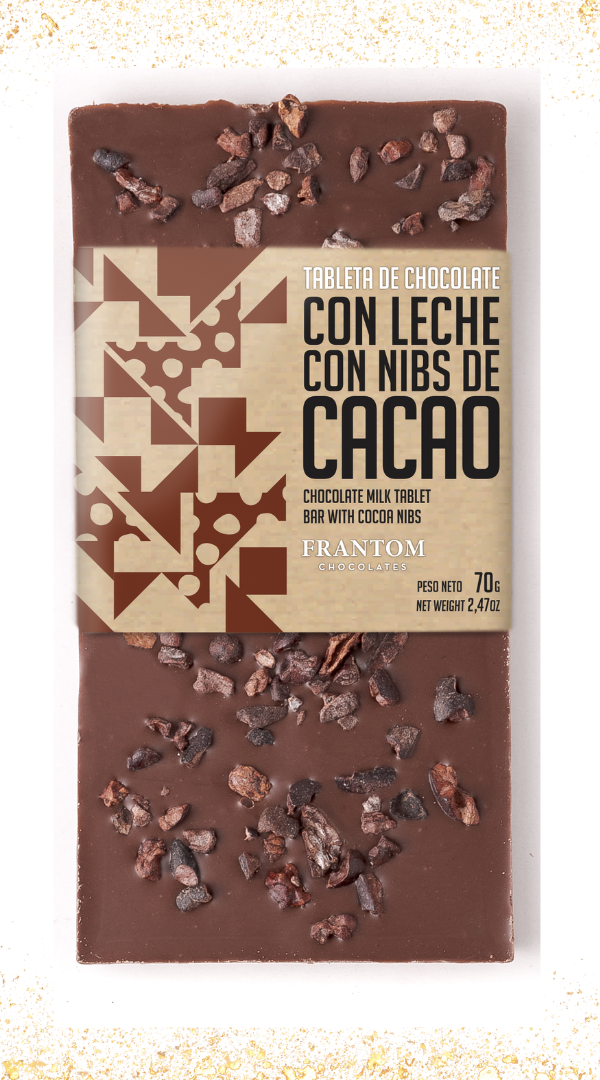 TABLETA DE CHOCOLATE
CON LECHE
CON NIBS DE
CACAO
CHOCOLATE MILK TABLET
BAR WITH COCOA NIBS
FRANTOM
CHOCOLATES
PESO NETO 70G
NET WEIGHT 2,47OZ